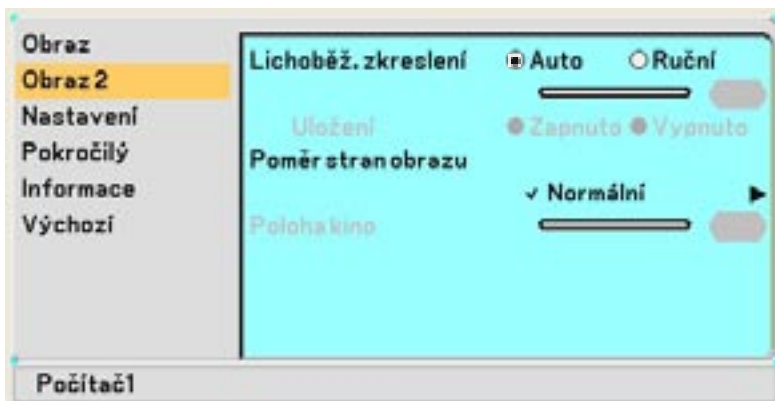 Obraz
Obraz 2
Nastavení
Pokročilý
Informace
Výchozí
Lichoběž. zkreslení Auto Ruční
Uložení Zapnuto Vypnuto
Poměr stran obrazu
✓ Normální
Poloha kino
Počítač1